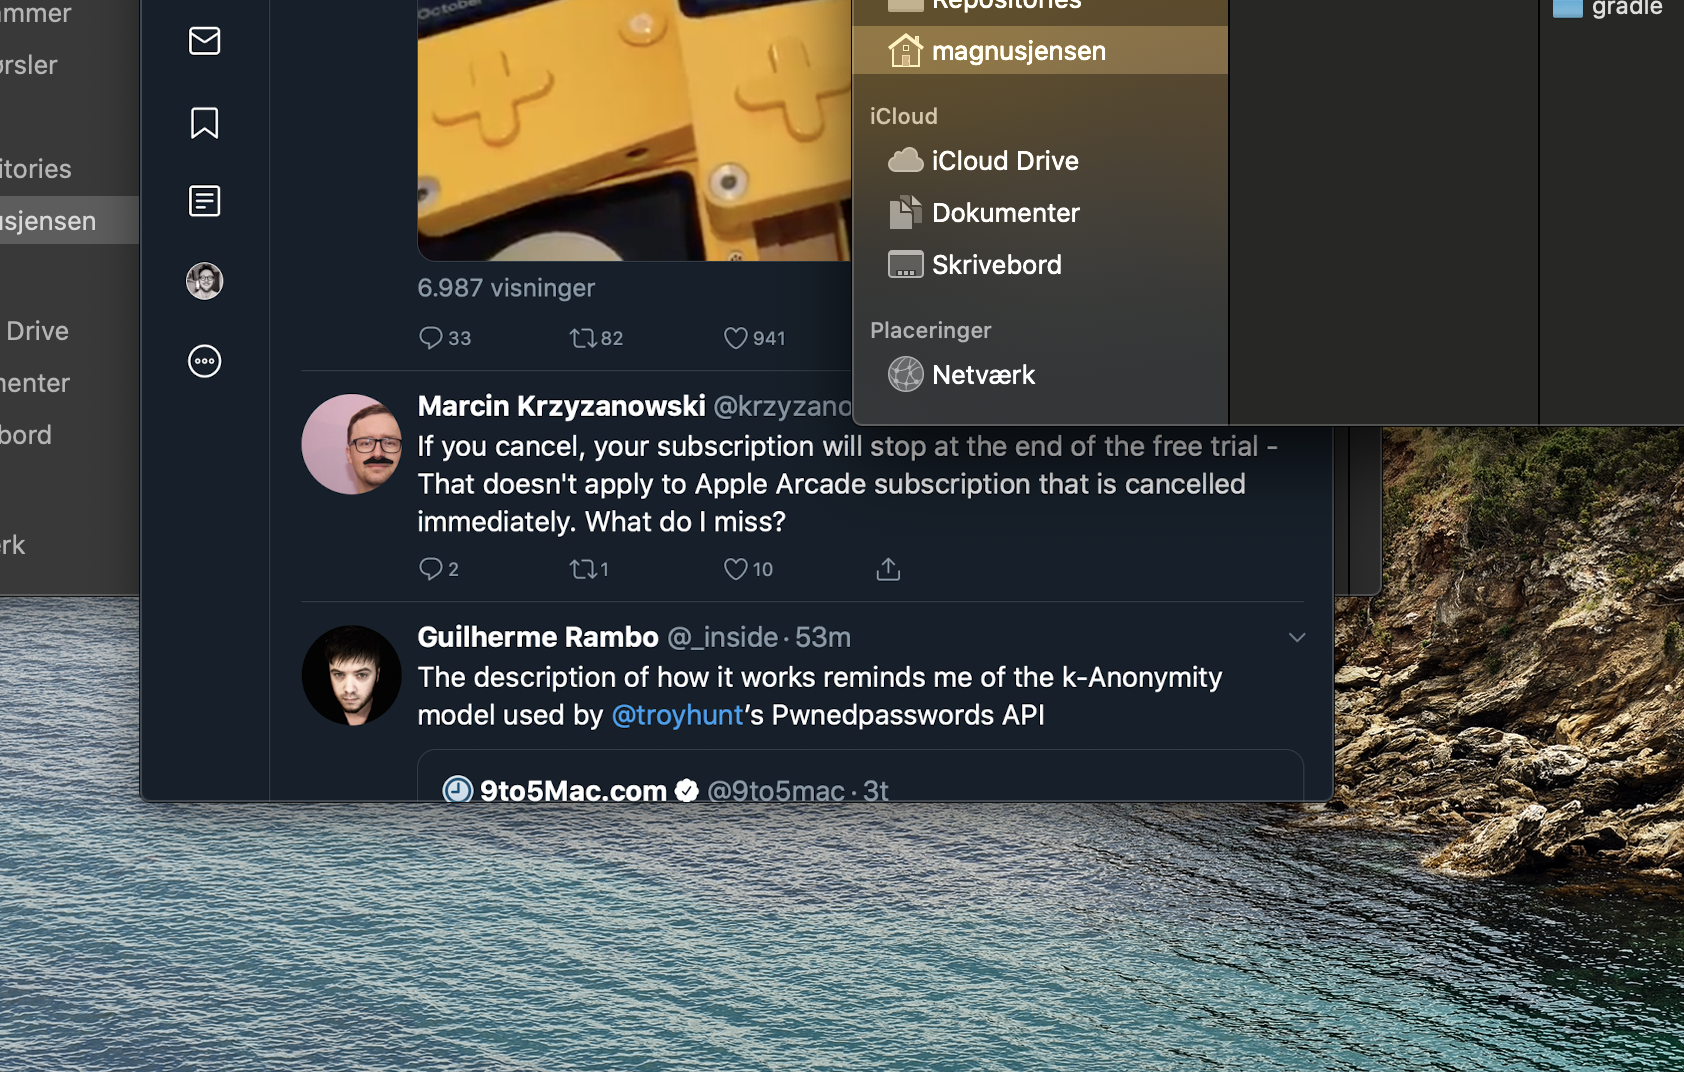 ammer
ørsler
itories
usjensen
Drive
nenter
bord
rk
October
6.987 visninger
33
82
941
Marcin Krzyzanowski @krzyzano
If you cancel, your subscription will stop at the end of the free trial -
That doesn't apply to Apple Arcade subscription that is cancelled
immediately. What do I miss?
2
1
10
Guilherme Rambo @_inside · 53m
The description of how it works reminds me of the k-Anonymity
model used by @troyhunt's Pwnedpasswords API
9to5Mac.com @9to5mac · 3t
Repositories
magnusjensen
iCloud
iCloud Drive
Dokumenter
Skrivebord
Placeringer
Netværk
gradle